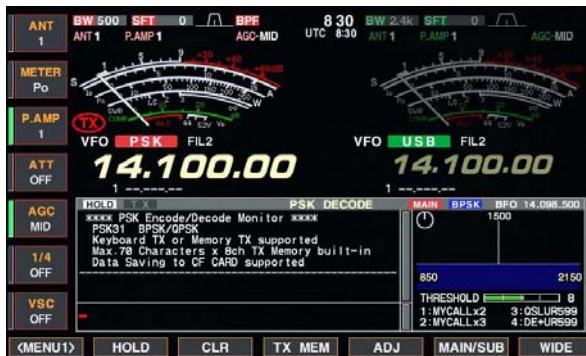 ANT 1
BW 500 SFT 0 BPF
8 30
BW 2.4k SFT 0
ANT 1 P.AMP 1 AGC-MID
UTC 8:30
ANT 1 P.AMP 1 AGC-MID
METER Po
P.AMP 1
TX
VFO PSK FIL2
VFO USB FIL2
14.100.00
14.100.00
1 --.---.--
1 --.---.--
ATT OFF
AGC MID
1/4 OFF
VSC OFF
HOLD TX PSK DECODE
**** PSK Encode/Decode Monitor ****
PSK31 BPSK/QPSK
Keyboard TX or Memory TX supported
Max.70 Characters x 8ch TX Memory built-in
Data Saving to CF CARD supported
MAIN BPSK BFO 14.098.500
1500
850 2150
THRESHOLD 8
1:MYCALLx2 3:QSLUR599
2:MYCALLx3 4:DE+UR599
<MENU1> HOLD CLR TX MEM ADJ MAIN/SUB WIDE